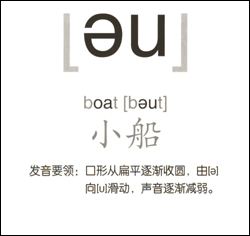 [əu]
boat [bəut]
小船
发音要领：口形从扁平逐渐收圆，由[ə]
向[u]滑动，声音逐渐减弱。